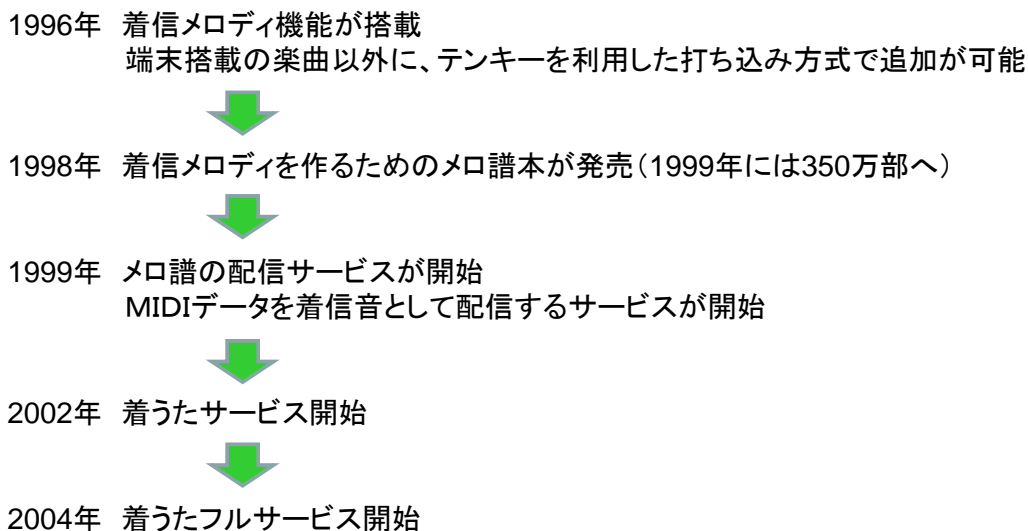 1996年 着信メロディ機能が搭載
端末搭載の楽曲以外に、テンキーを利用した打ち込み方式で追加が可能
1998年 着信メロディを作るためのメロ譜本が発売(1999年には350万部へ)
1999年 メロ譜の配信サービスが開始
MIDIデータを着信音として配信するサービスが開始
2002年 着うたサービス開始
2004年 着うたフルサービス開始